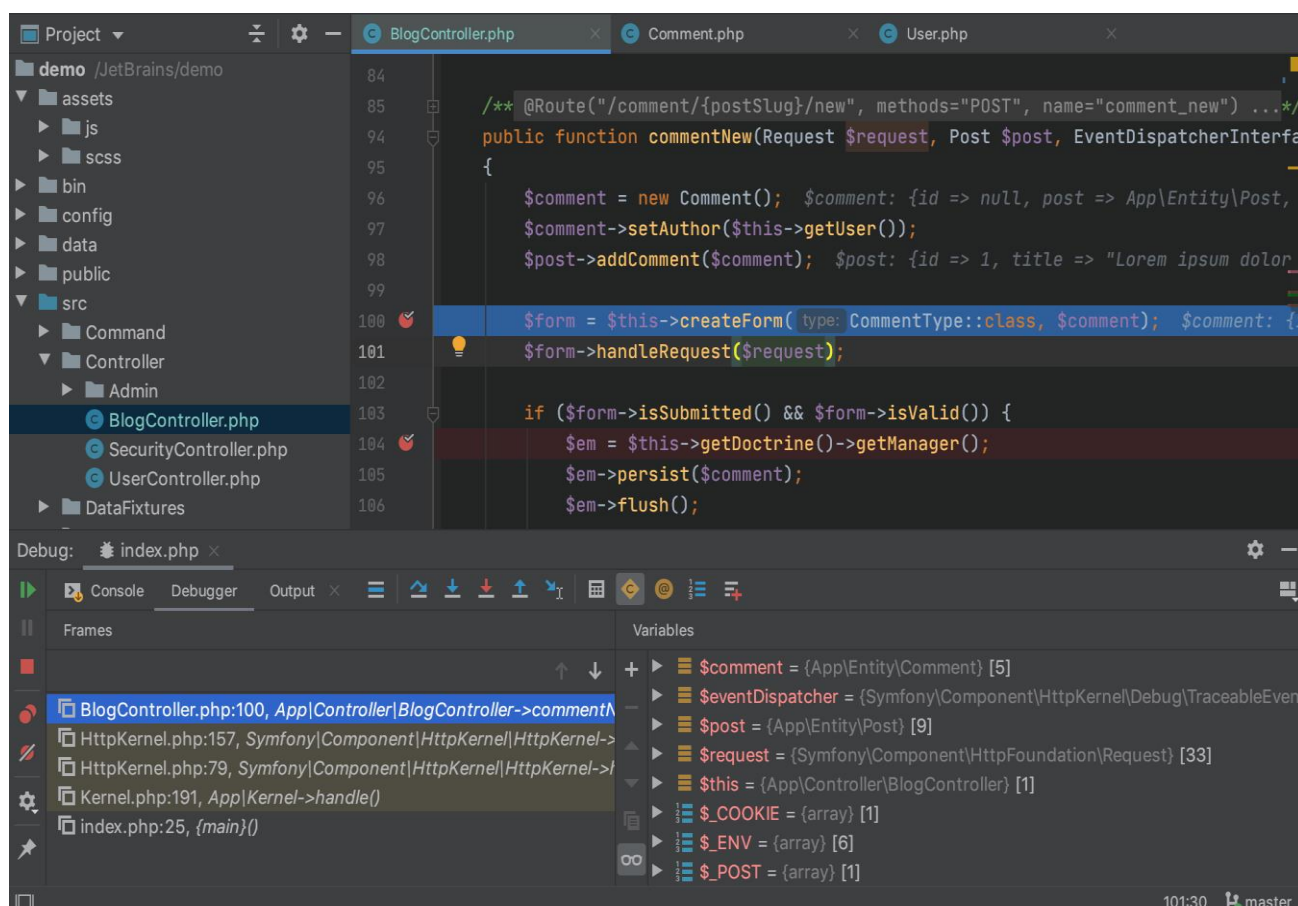 Project
BlogController.php
Comment.php
User.php
demo /JetBrains/demo
assets
js
scss
bin
config
data
public
src
Command
Controller
Admin
BlogController.php
SecurityController.php
UserController.php
DataFixtures
84
85 /** @Route("/comment/{postSlug}/new", methods="POST", name="comment_new") ...*/
94 public function commentNew(Request $request, Post $post, EventDispatcherInterfa
95 {
96 $comment = new Comment(); $comment: {id => null, post => App\Entity\Post,
97 $comment->setAuthor($this->getUser());
98 $post->addComment($comment); $post: {id => 1, title => "Lorem ipsum dolor
99
100 $form = $this->createForm( type: CommentType::class, $comment); $comment: {
101 $form->handleRequest($request);
102
103 if ($form->isSubmitted() && $form->isValid()) {
104 $em = $this->getDoctrine()->getManager();
105 $em->persist($comment);
106 $em->flush();
Debug: index.php
Console Debugger Output
Frames
BlogController.php:100, App|Controller|BlogController->commentN
HttpKernel.php:157, Symfony|Component|HttpKernel|HttpKernel->
HttpKernel.php:79, Symfony|Component|HttpKernel|HttpKernel->h
Kernel.php:191, App|Kernel->handle()
index.php:25, {main}()
Variables
$comment = {App\Entity\Comment} [5]
$eventDispatcher = {Symfony\Component\HttpKernel\Debug\TraceableEven
$post = {App\Entity\Post} [9]
$request = {Symfony\Component\HttpFoundation\Request} [33]
$this = {App\Controller\BlogController} [1]
$_COOKIE = {array} [1]
$_ENV = {array} [6]
$_POST = {array} [1]
101:30 master